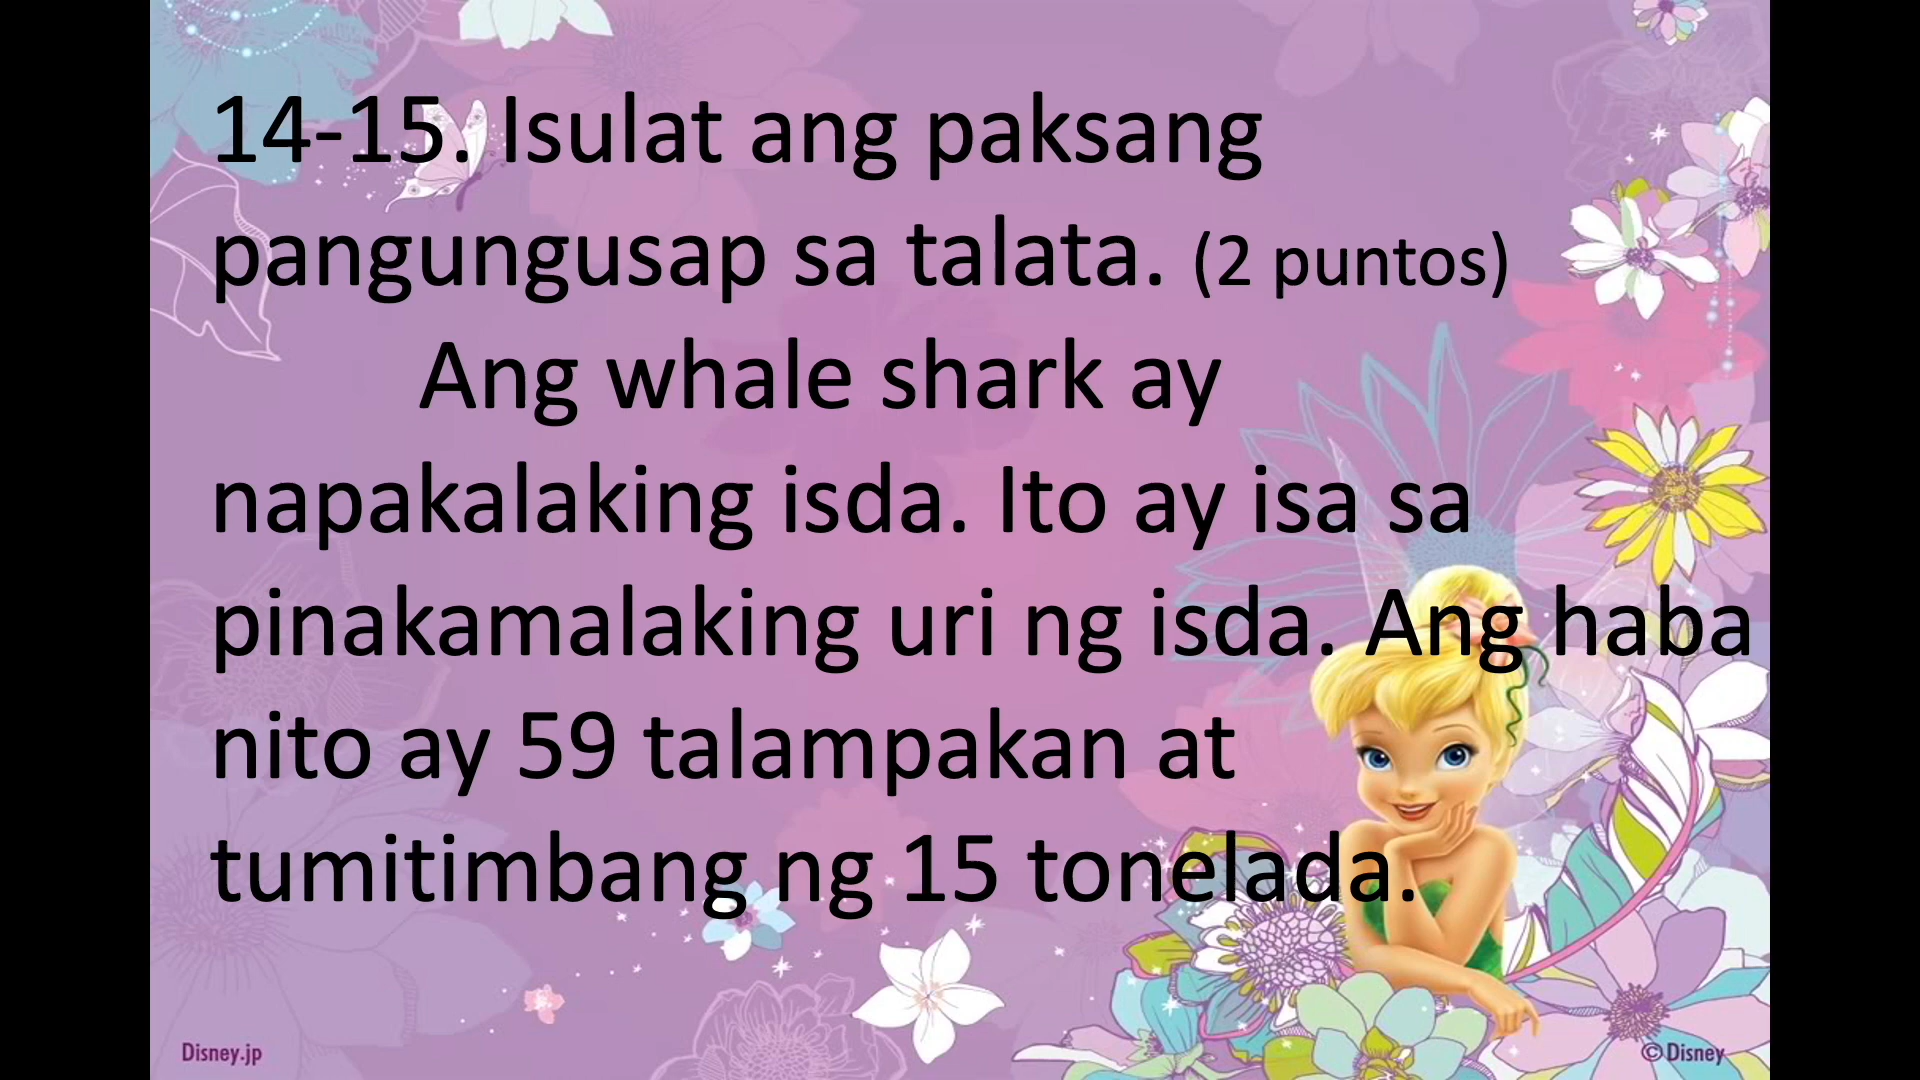 14-15. Isulat ang paksang
pangungusap sa talata. (2 puntos)
Ang whale shark ay
napakalaking isda. Ito ay isa sa
pinakamalaking uri ng isda. Ang haba
nito ay 59 talampakan at
tumitimbang ng 15 tonelada.
Disney.jp
© Disney